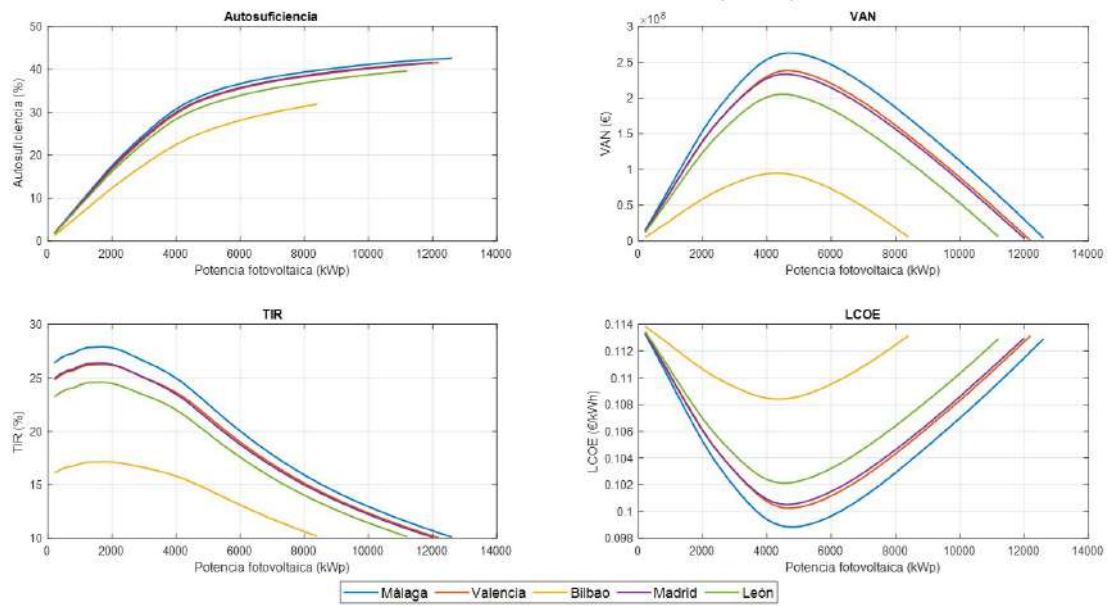 Autosuficiencia
Autosuficiencia (%)
50
40
30
20
10
0
0 2000 4000 6000 8000 10000 12000 14000
Potencia fotovoltaica (kWp)
VAN
×10⁸
VAN (€)
3
2.5
2
1.5
1
0.5
0
0 2000 4000 6000 8000 10000 12000 14000
Potencia fotovoltaica (kWp)
TIR
TIR (%)
30
25
20
15
10
0 2000 4000 6000 8000 10000 12000 14000
Potencia fotovoltaica (kWp)
LCOE
LCOE (€/kWh)
0.114
0.112
0.11
0.108
0.106
0.104
0.102
0.1
0.098
0 2000 4000 6000 8000 10000 12000 14000
Potencia fotovoltaica (kWp)
Málaga Valencia Bilbao Madrid León